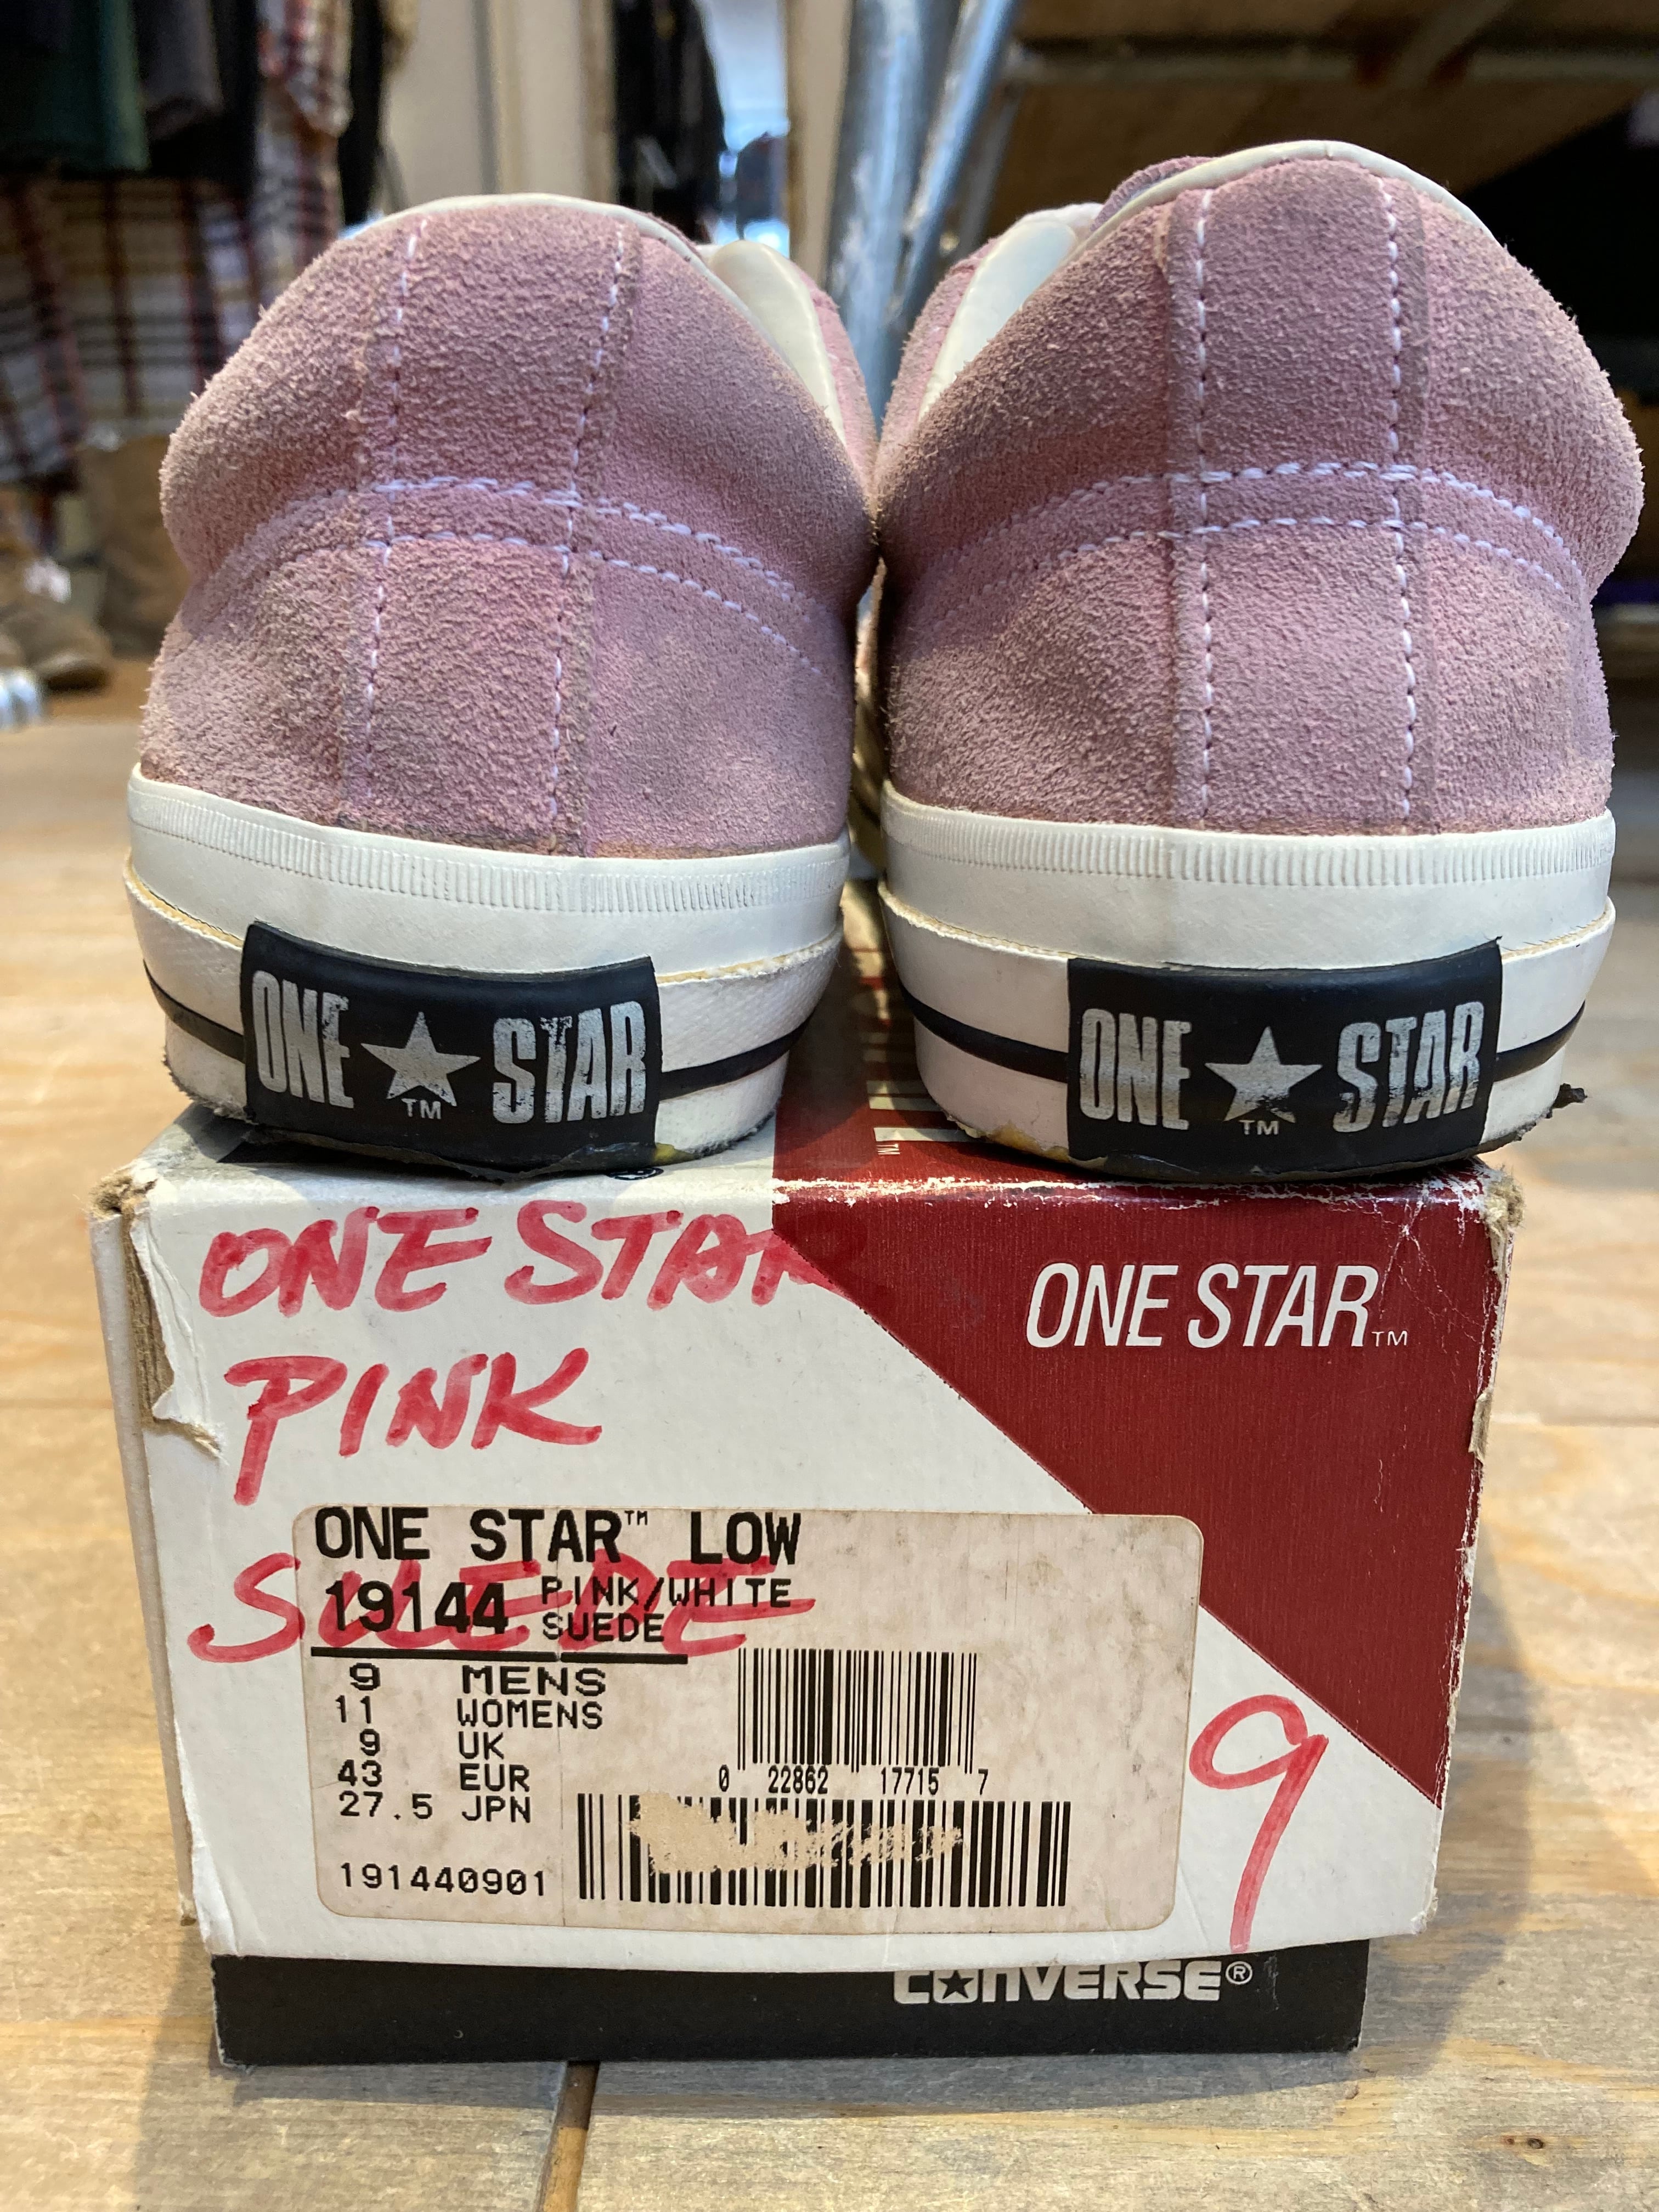 ONE ★ STAR
TM
ONE ★ STAR
TM
ONE STAR
PINK
SUEDE
ONE STAR™
ONE STAR™ LOW
19144 PINK/WHITE
SUEDE
9 MENS
11 WOMENS
9 UK
43 EUR
27.5 JPN
0 22862 17715 7
191440901
9
CONVERSE®